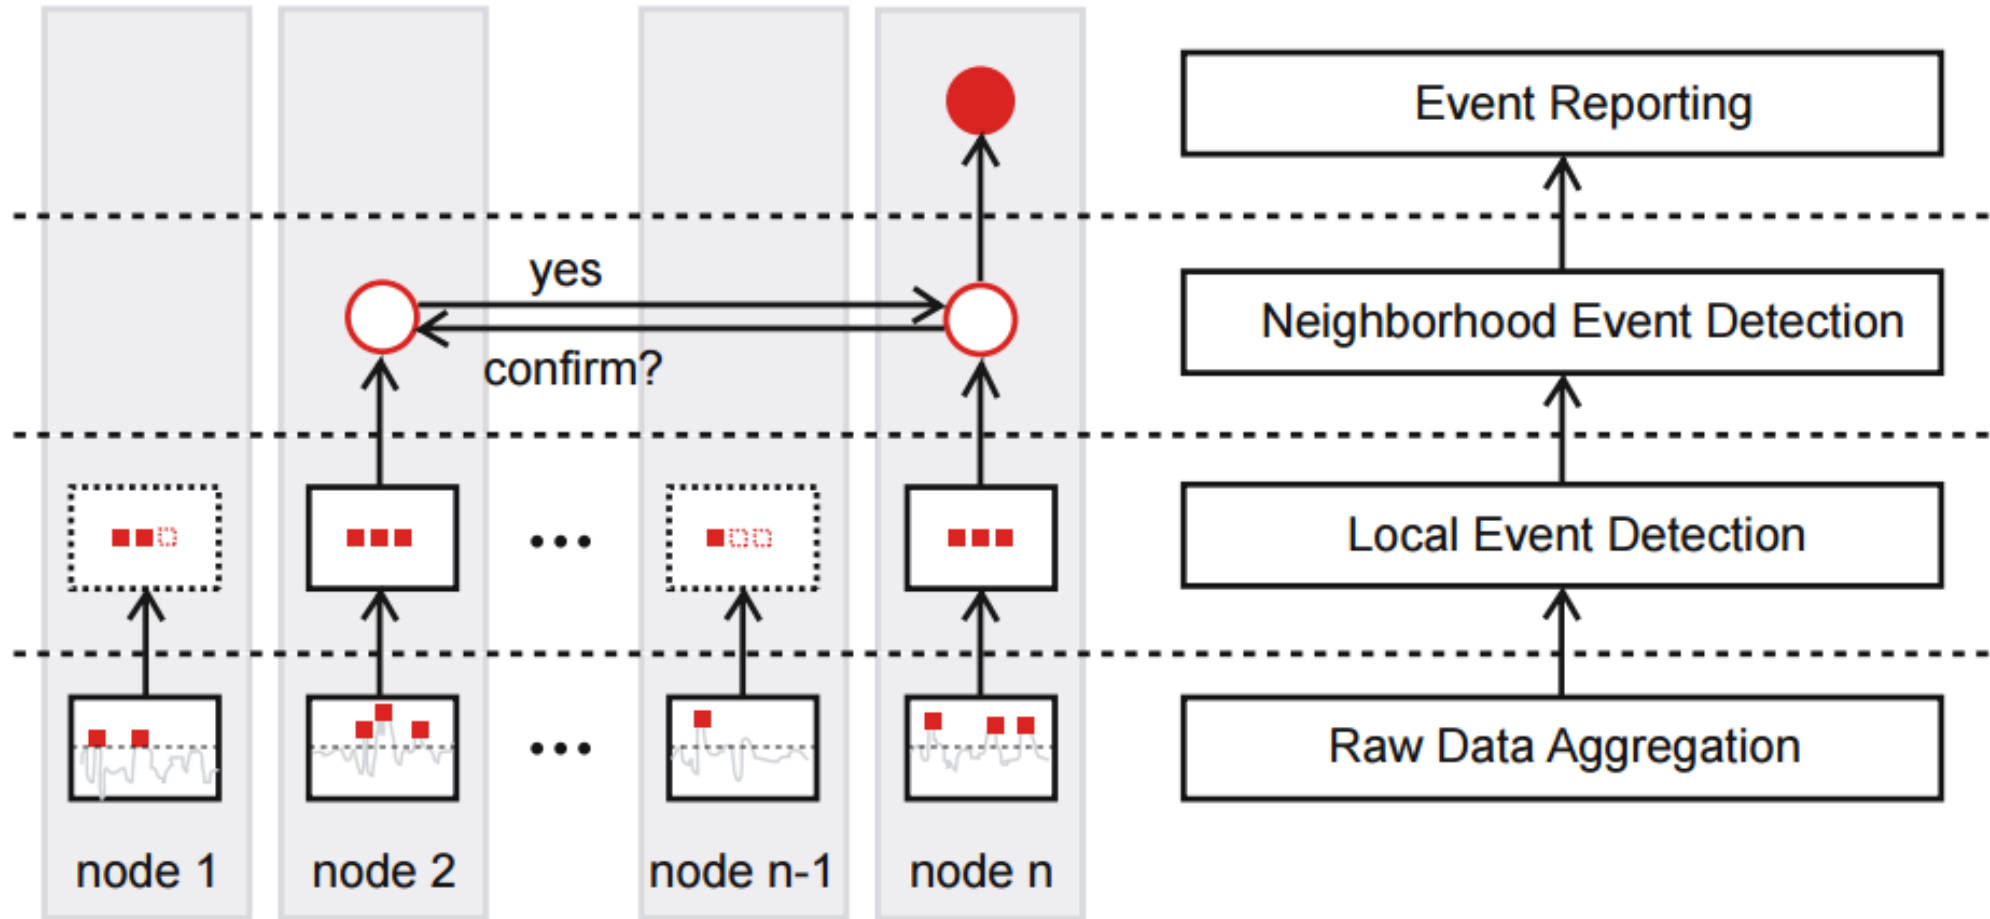 Event Reporting
yes
Neighborhood Event Detection
confirm?
Local Event Detection
Raw Data Aggregation
node 1
node 2
node n-1
node n